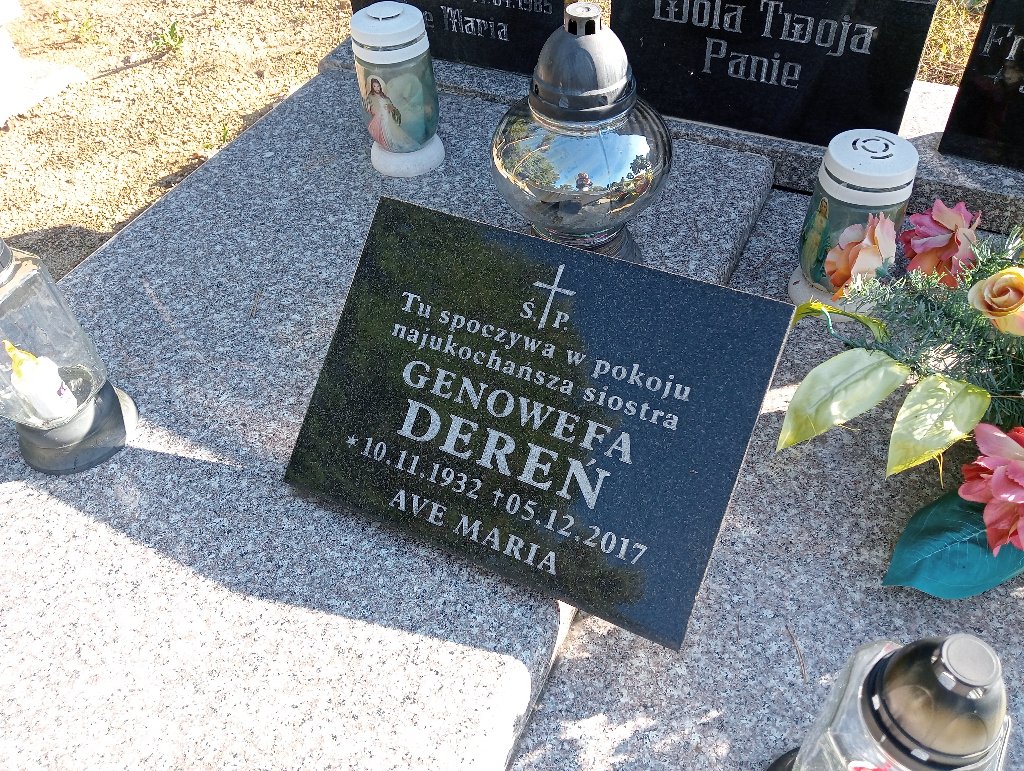 Maria
Wola Twoja
Panie
Ś. P.
Tu spoczywa w pokoju
najukochańsza siostra
GENOWEFA
DEREŃ
* 10.11.1932 † 05.12.2017
AVE MARIA